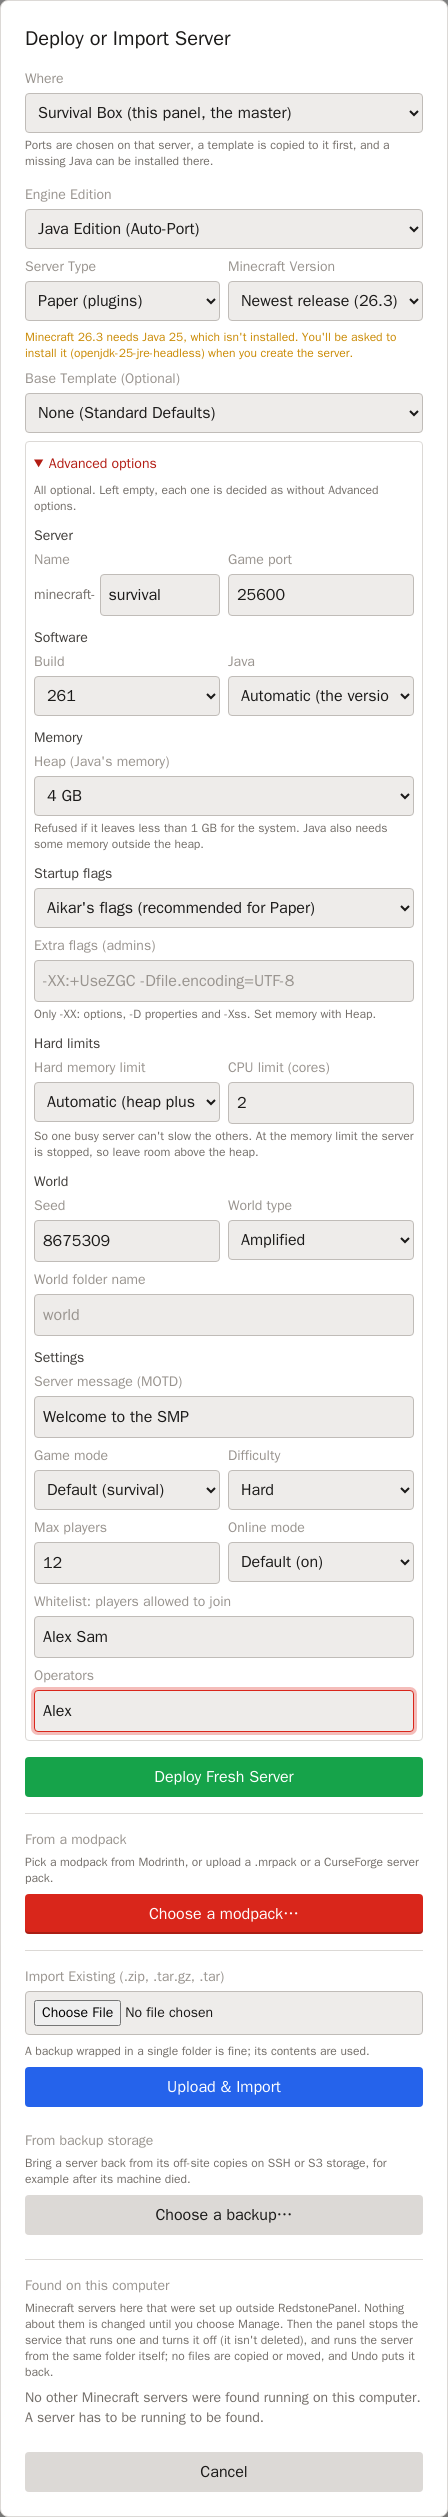 Deploy or Import Server
Where
Survival Box (this panel, the master)
Ports are chosen on that server, a template is copied to it first, and a
missing Java can be installed there.
Engine Edition
Java Edition (Auto-Port)
Server Type Minecraft Version
Paper (plugins) Newest release (26.3)
Minecraft 26.3 needs Java 25, which isn't installed. You'll be asked to
install it (openjdk-25-jre-headless) when you create the server.
Base Template (Optional)
None (Standard Defaults)
▼ Advanced options
All optional. Left empty, each one is decided as without Advanced
options.
Server
Name Game port
minecraft- survival 25600
Software
Build Java
261 Automatic (the versio
Memory
Heap (Java's memory)
4 GB
Refused if it leaves less than 1 GB for the system. Java also needs
some memory outside the heap.
Startup flags
Aikar's flags (recommended for Paper)
Extra flags (admins)
-XX:+UseZGC -Dfile.encoding=UTF-8
Only -XX: options, -D properties and -Xss. Set memory with Heap.
Hard limits
Hard memory limit CPU limit (cores)
Automatic (heap plus 2
So one busy server can't slow the others. At the memory limit the server
is stopped, so leave room above the heap.
World
Seed World type
8675309 Amplified
World folder name
world
Settings
Server message (MOTD)
Welcome to the SMP
Game mode Difficulty
Default (survival) Hard
Max players Online mode
12 Default (on)
Whitelist: players allowed to join
Alex Sam
Operators
Alex
Deploy Fresh Server
From a modpack
Pick a modpack from Modrinth, or upload a .mrpack or a CurseForge server
pack.
Choose a modpack⋯
Import Existing (.zip, .tar.gz, .tar)
Choose File No file chosen
A backup wrapped in a single folder is fine; its contents are used.
Upload & Import
From backup storage
Bring a server back from its off-site copies on SSH or S3 storage, for
example after its machine died.
Choose a backup⋯
Found on this computer
Minecraft servers here that were set up outside RedstonePanel. Nothing
about them is changed until you choose Manage. Then the panel stops the
service that runs one and turns it off (it isn't deleted), and runs the server
from the same folder itself; no files are copied or moved, and Undo puts it
back.
No other Minecraft servers were found running on this computer.
A server has to be running to be found.
Cancel